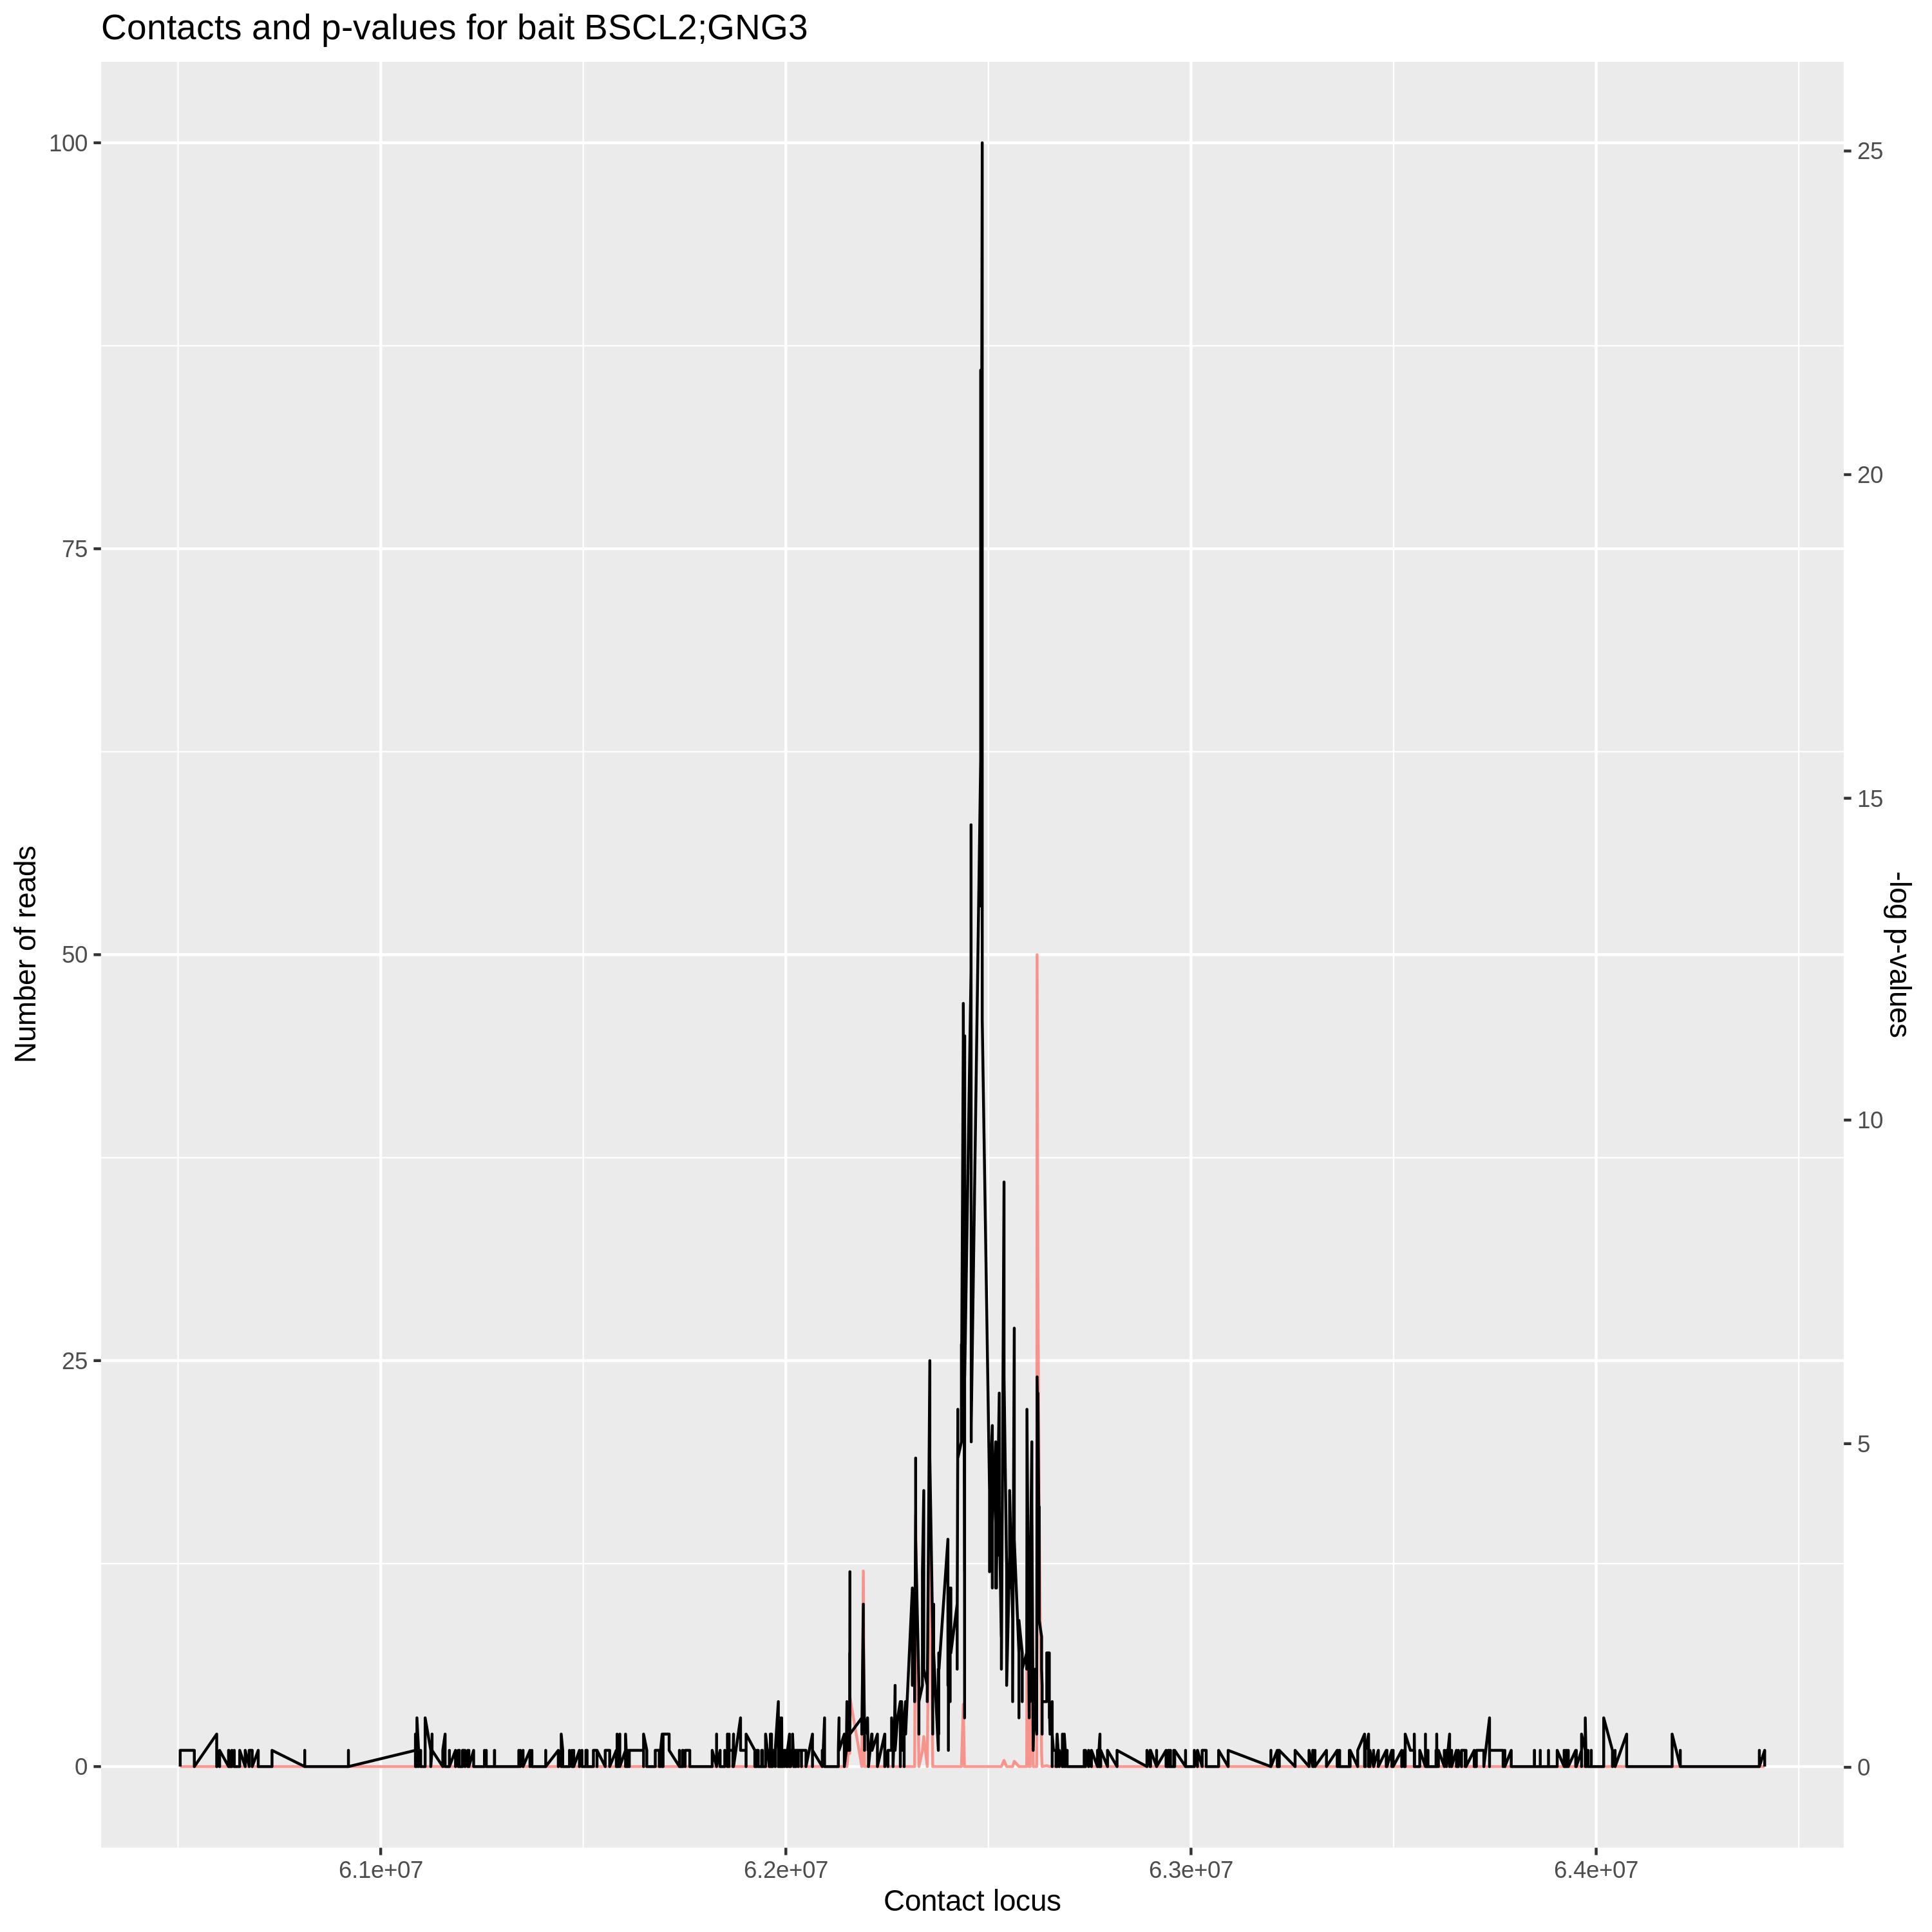 Contacts and p-values for bait BSCL2;GNG3
100
75
50
25
0
Number of reads
25
20
15
10
5
0
-log p-values
6.1e+07 6.2e+07 6.3e+07 6.4e+07
Contact locus